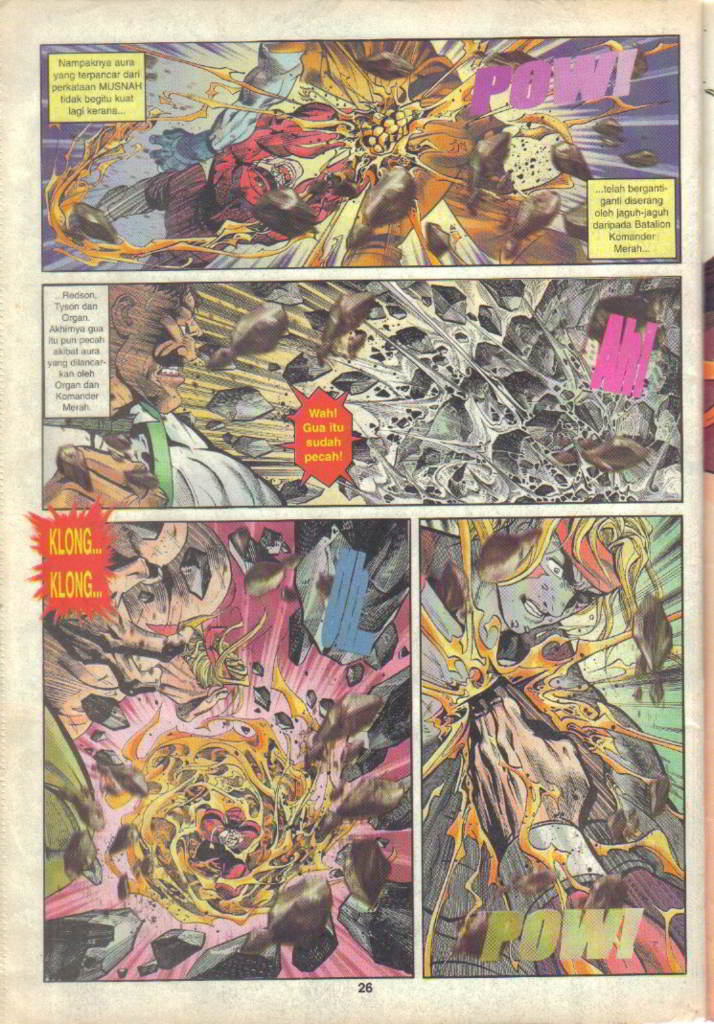 Nampaknya aura
yang terpancar dari
perkataan MUSNAH
tidak begitu kuat
lagi kerana...
POW!
...telah berganti-
ganti diserang
oleh jaguh-jaguh
daripada Batalion
Komander
Merah...
...Redson,
Tyson dan
Organ.
Akhirnya gua
itu pun pecah
akibat aura
yang dilancar-
kan oleh
Organ dan
Komander
Merah.
Ah!
Wah!
Gua itu
sudah
pecah!
KLONG...
KLONG...
POW!
26